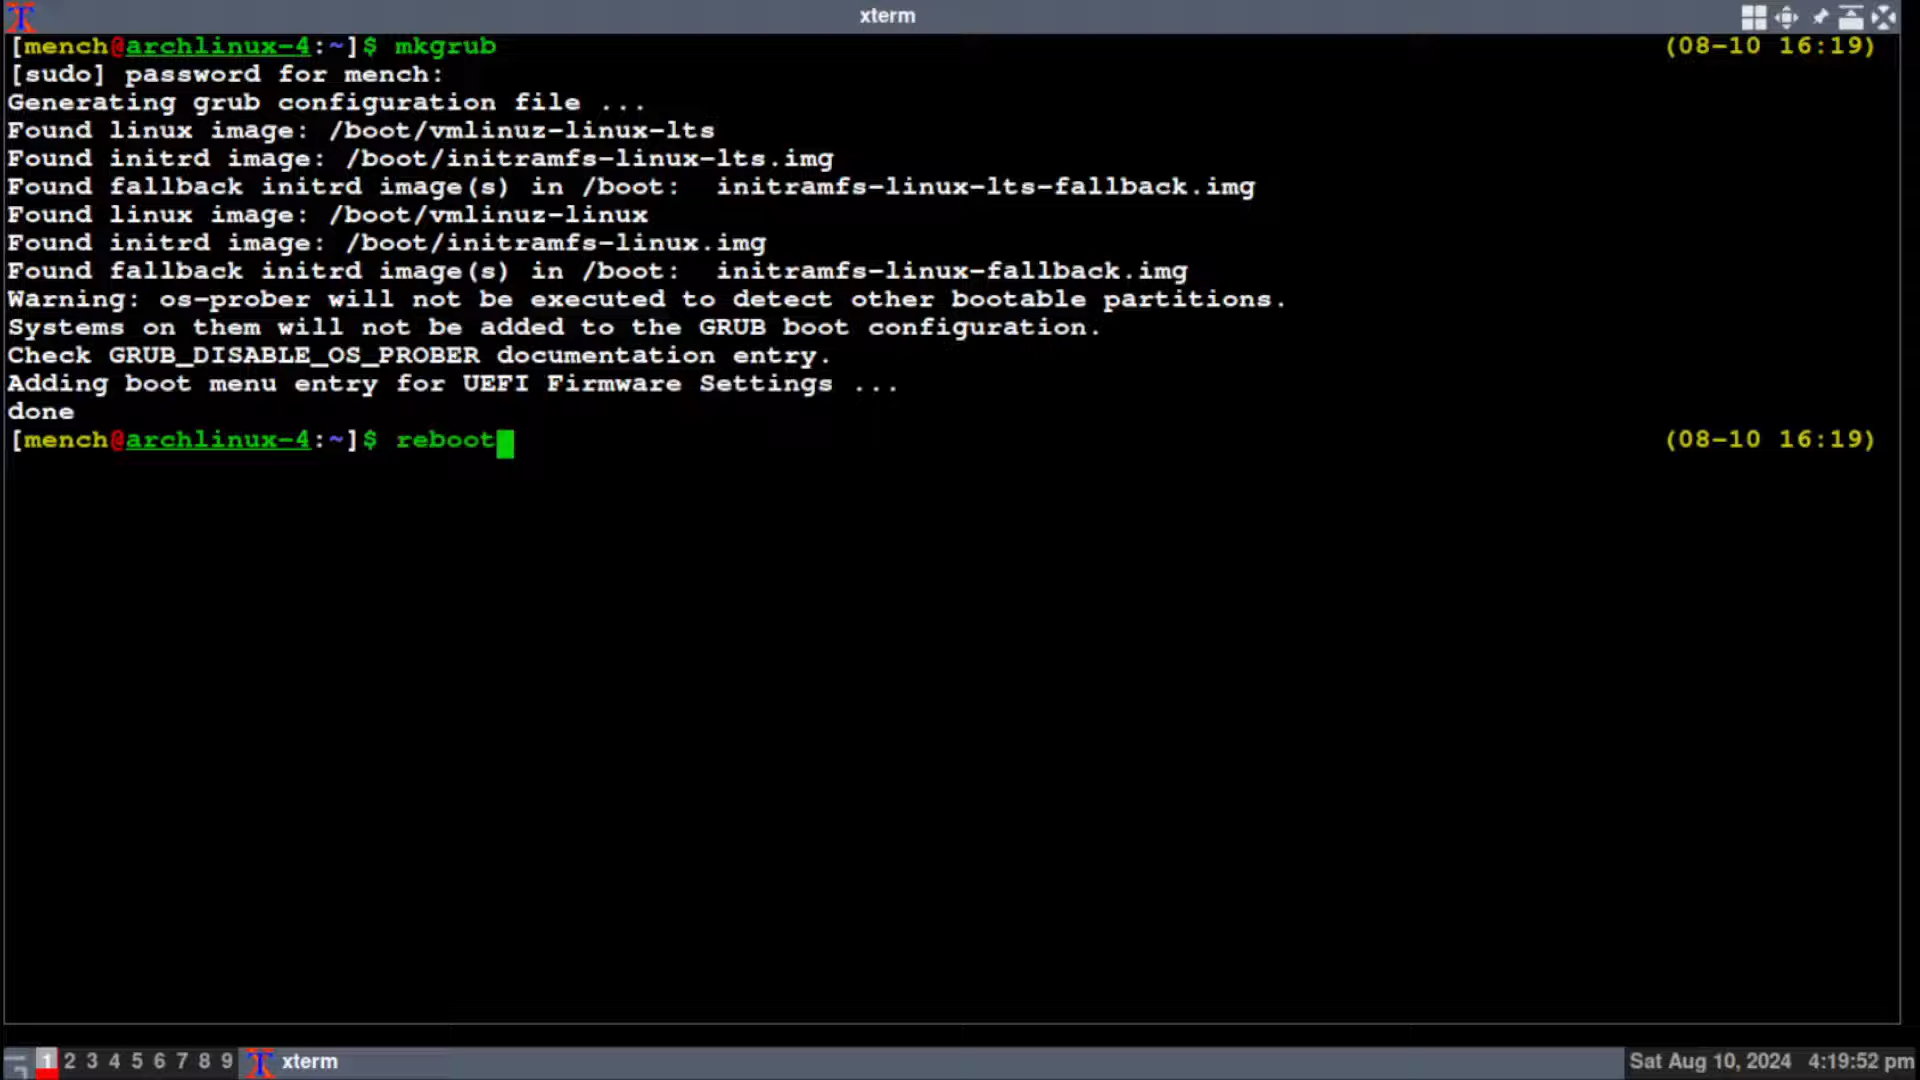 xterm
[mench@archlinux-4:~]$ mkgrub (08-10 16:19)
[sudo] password for mench:
Generating grub configuration file ...
Found linux image: /boot/vmlinuz-linux-lts
Found initrd image: /boot/initramfs-linux-lts.img
Found fallback initrd image(s) in /boot:  initramfs-linux-lts-fallback.img
Found linux image: /boot/vmlinuz-linux
Found initrd image: /boot/initramfs-linux.img
Found fallback initrd image(s) in /boot:  initramfs-linux-fallback.img
Warning: os-prober will not be executed to detect other bootable partitions.
Systems on them will not be added to the GRUB boot configuration.
Check GRUB_DISABLE_OS_PROBER documentation entry.
Adding boot menu entry for UEFI Firmware Settings ...
done
[mench@archlinux-4:~]$ reboot (08-10 16:19)
1 2 3 4 5 6 7 8 9 xterm Sat Aug 10, 2024 4:19:52 pm